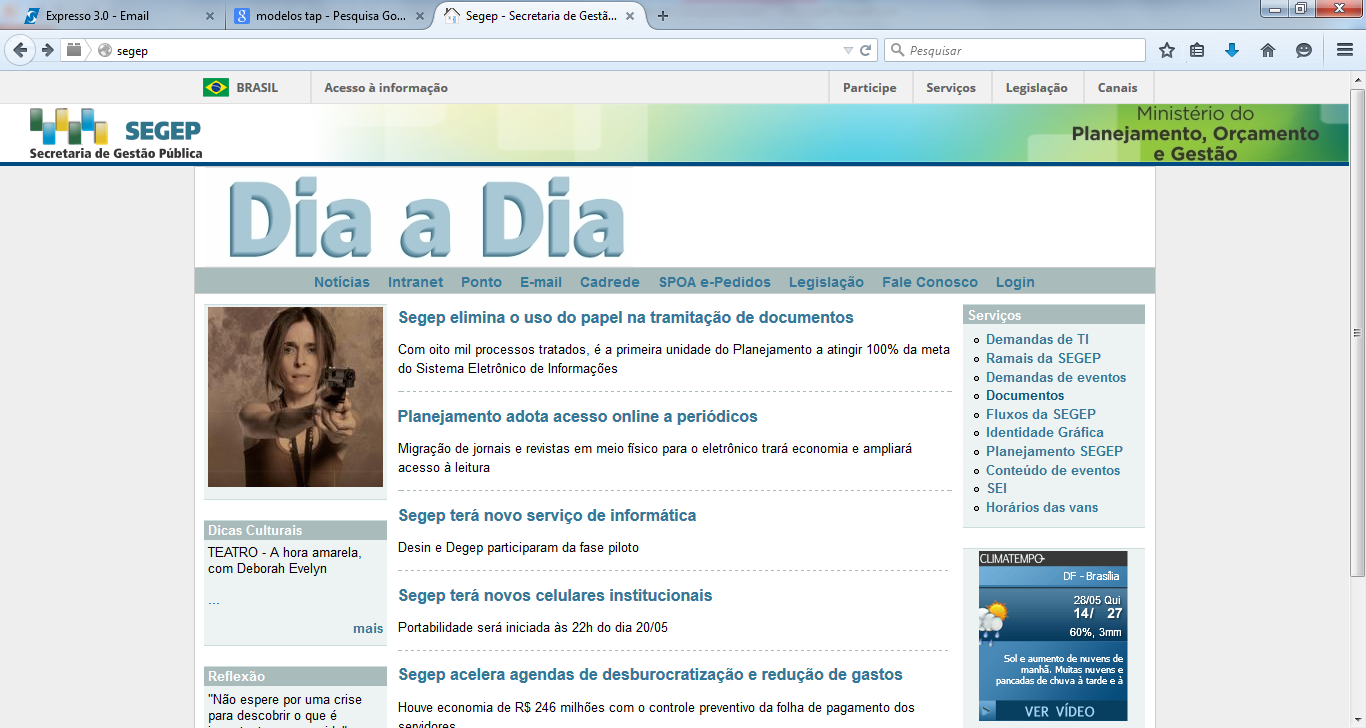 Expresso 3.0 - Email
modelos tap - Pesquisa Go...
Segep - Secretaria de Gestã...
segep
Pesquisar
BRASIL
Acesso à informação
Participe
Serviços
Legislação
Canais
SEGEP
Secretaria de Gestão Pública
Ministério do
Planejamento, Orçamento
e Gestão
Dia a Dia
Notícias Intranet Ponto E-mail Cadrede SPOA e-Pedidos Legislação Fale Conosco Login
Dicas Culturais
TEATRO - A hora amarela,
com Deborah Evelyn
...
mais
Reflexão
"Não espere por uma crise
para descobrir o que é
Segep elimina o uso do papel na tramitação de documentos
Com oito mil processos tratados, é a primeira unidade do Planejamento a atingir 100% da meta
do Sistema Eletrônico de Informações
Planejamento adota acesso online a periódicos
Migração de jornais e revistas em meio físico para o eletrônico trará economia e ampliará
acesso à leitura
Segep terá novo serviço de informática
Desin e Degep participaram da fase piloto
Segep terá novos celulares institucionais
Portabilidade será iniciada às 22h do dia 20/05
Segep acelera agendas de desburocratização e redução de gastos
Houve economia de R$ 246 milhões com o controle preventivo da folha de pagamento dos
servidores
Serviços
Demandas de TI
Ramais da SEGEP
Demandas de eventos
Documentos
Fluxos da SEGEP
Identidade Gráfica
Planejamento SEGEP
Conteúdo de eventos
SEI
Horários das vans
CLIMATEMPO
DF - Brasília
28/05 Qui
14/ 27
60%, 3mm
Sol e aumento de nuvens de
manhã. Muitas nuvens e
pancadas de chuva à tarde e à
VER VÍDEO